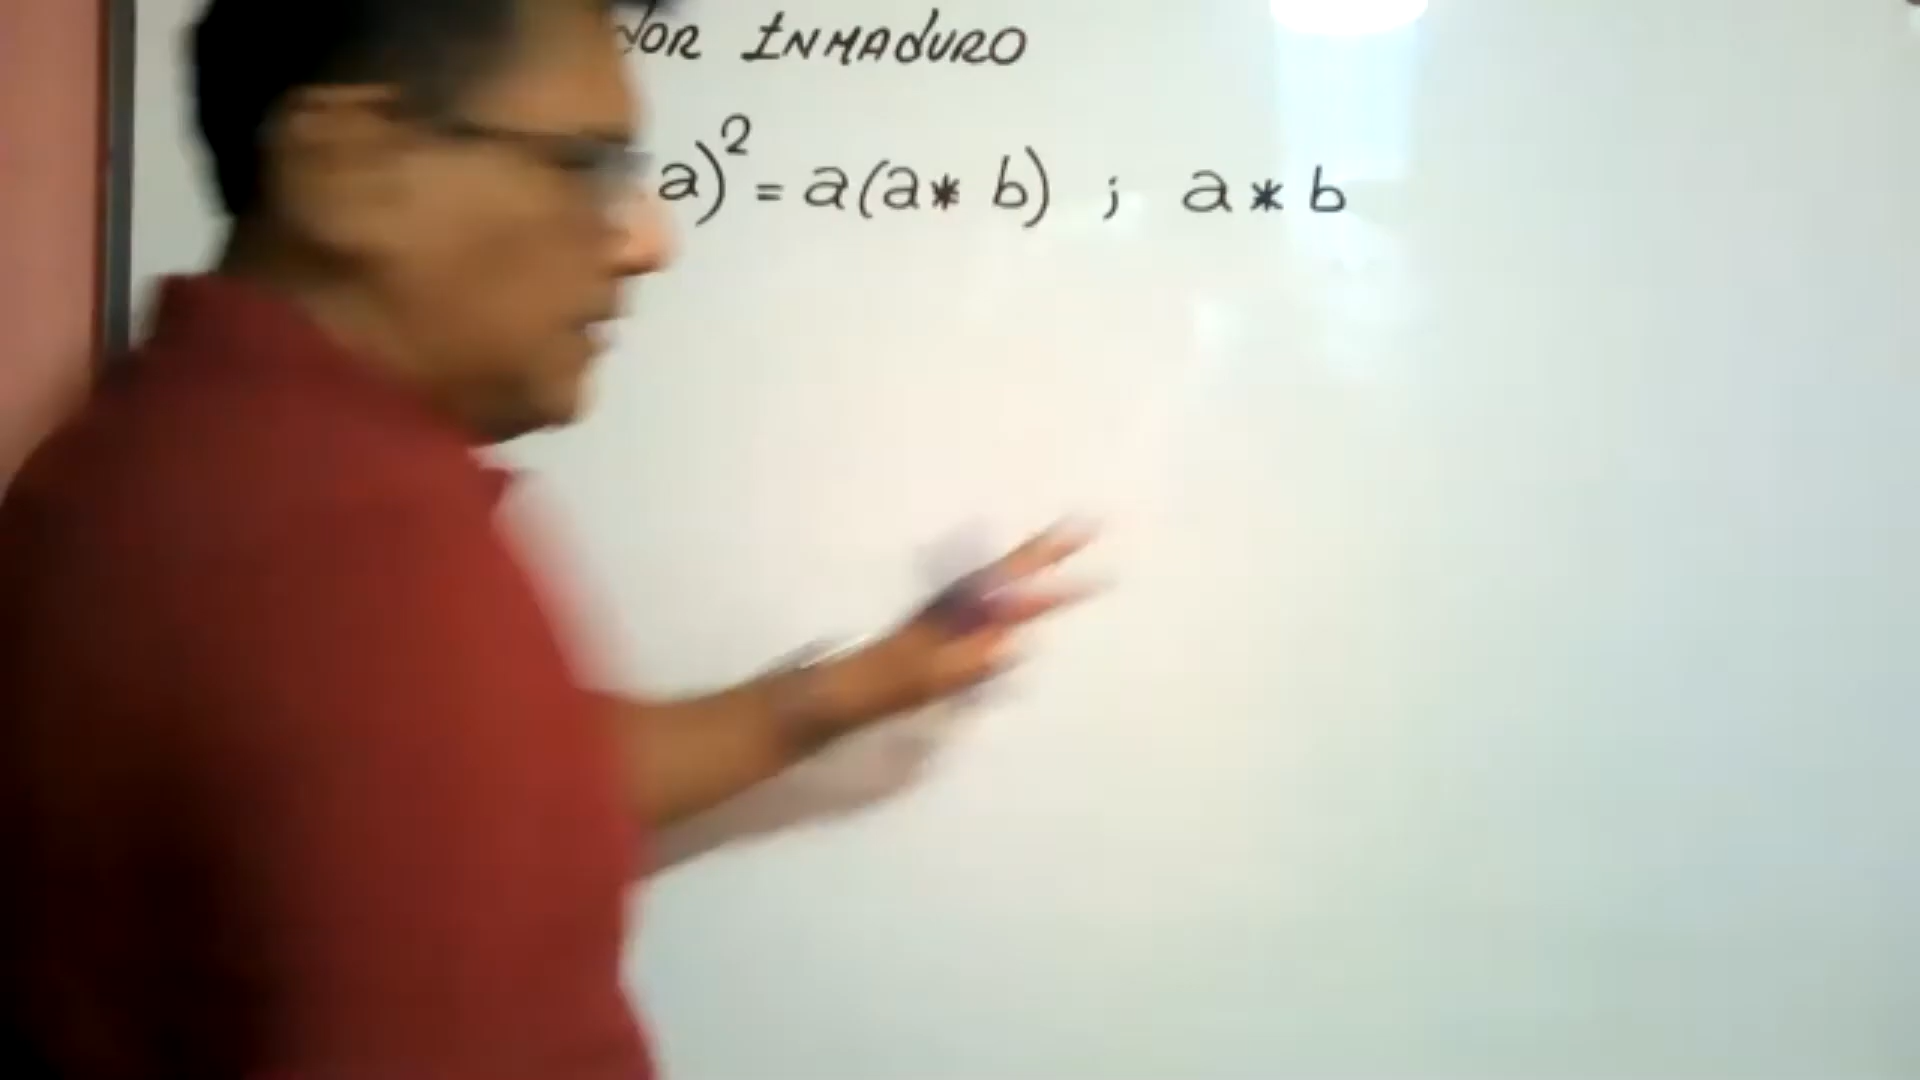 DOR INMADURO
a)² = a(a* b) ; a * b